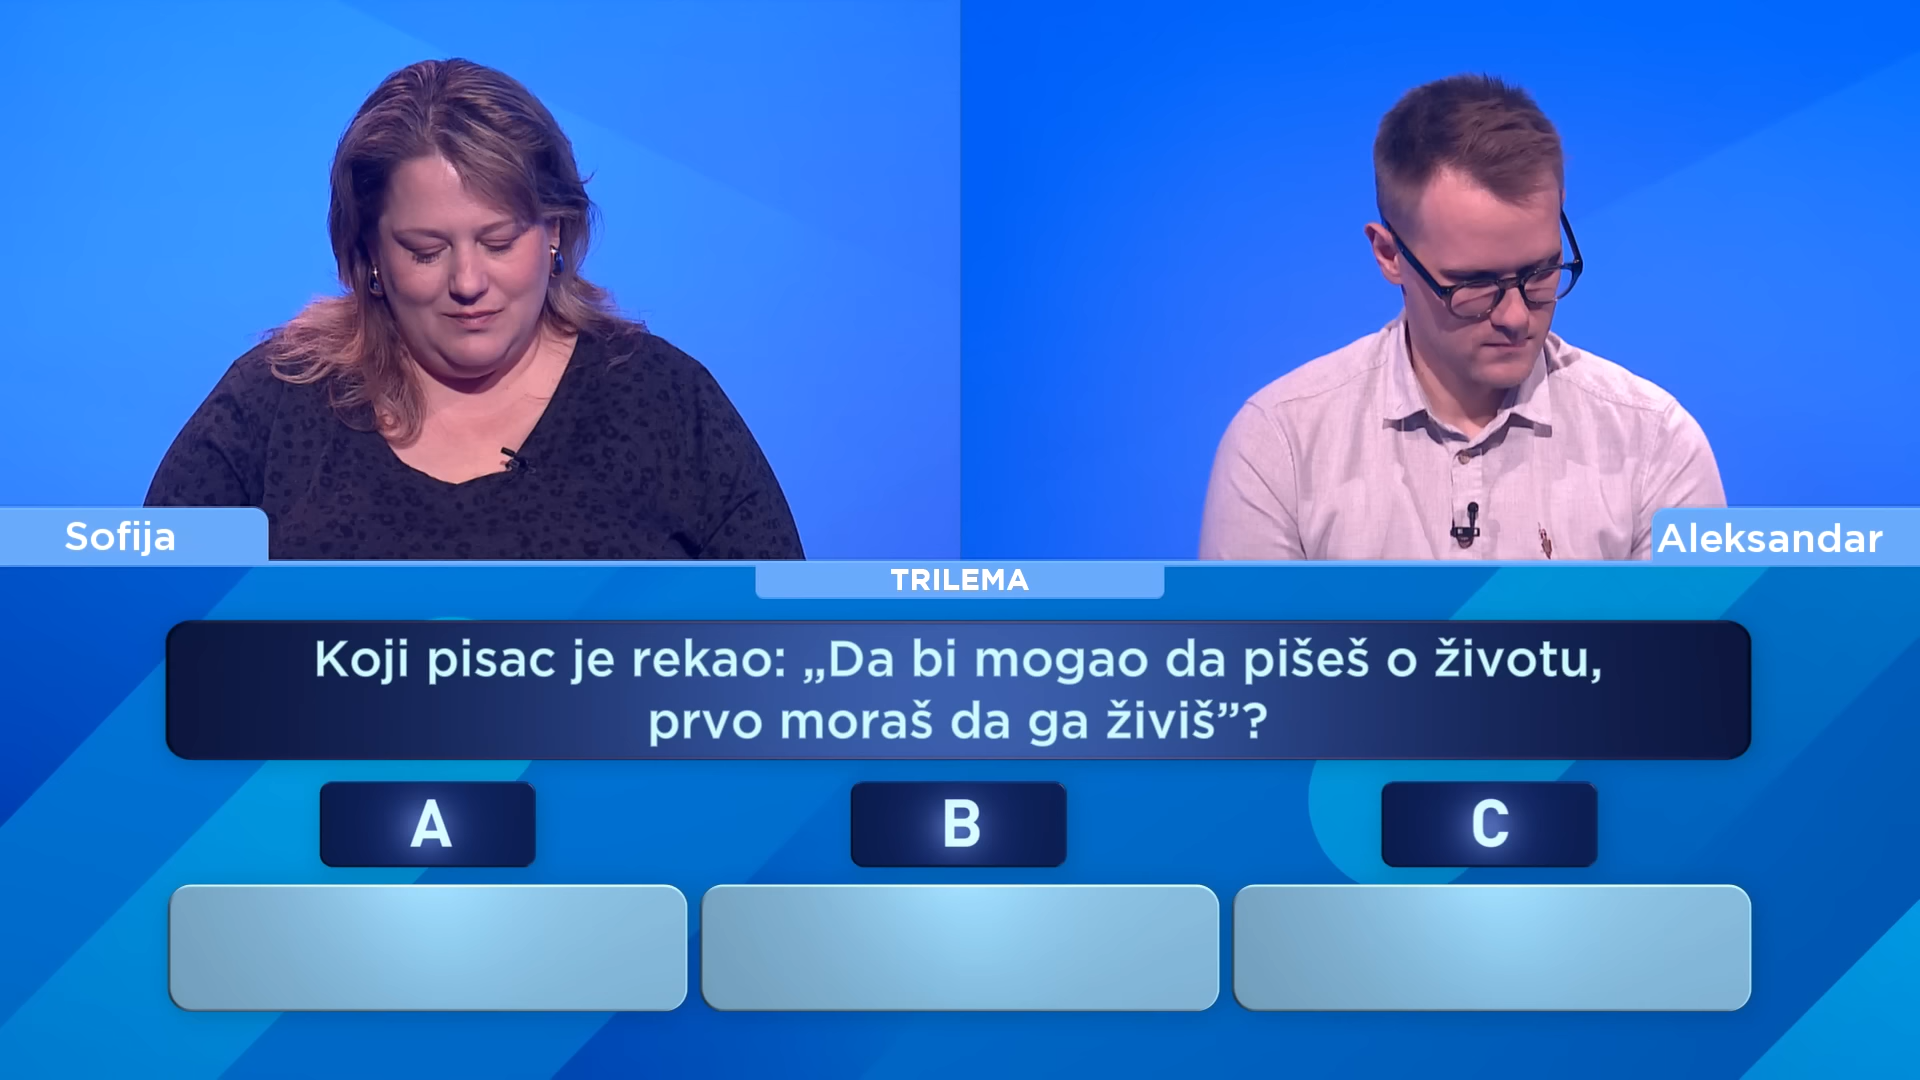 Sofija
Aleksandar
TRILEMA
Koji pisac je rekao: „Da bi mogao da pišeš o životu,
prvo moraš da ga živiš”?
A
B
C